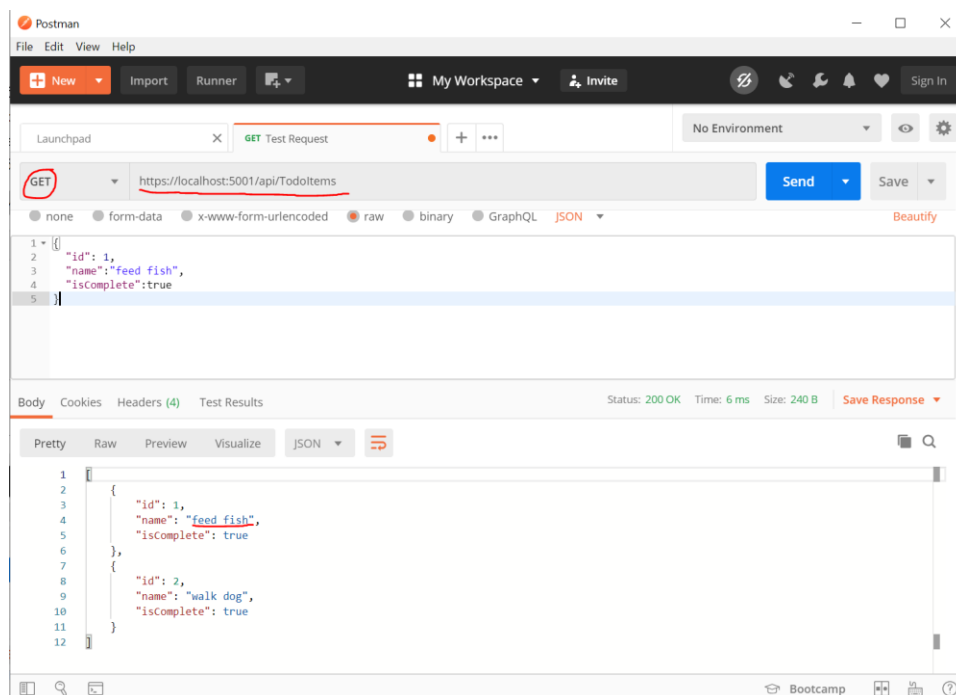 Postman
File Edit View Help
New Import Runner My Workspace Invite Sign In
Launchpad GET Test Request No Environment
GET https://localhost:5001/api/TodoItems Send Save
none form-data x-www-form-urlencoded raw binary GraphQL JSON Beautify
1 {
2 "id": 1,
3 "name":"feed fish",
4 "isComplete":true
5 }
Body Cookies Headers (4) Test Results Status: 200 OK Time: 6 ms Size: 240 B Save Response
Pretty Raw Preview Visualize JSON
1 [
2 {
3 "id": 1,
4 "name": "feed fish",
5 "isComplete": true
6 },
7 {
8 "id": 2,
9 "name": "walk dog",
10 "isComplete": true
11 }
12 ]
Bootcamp